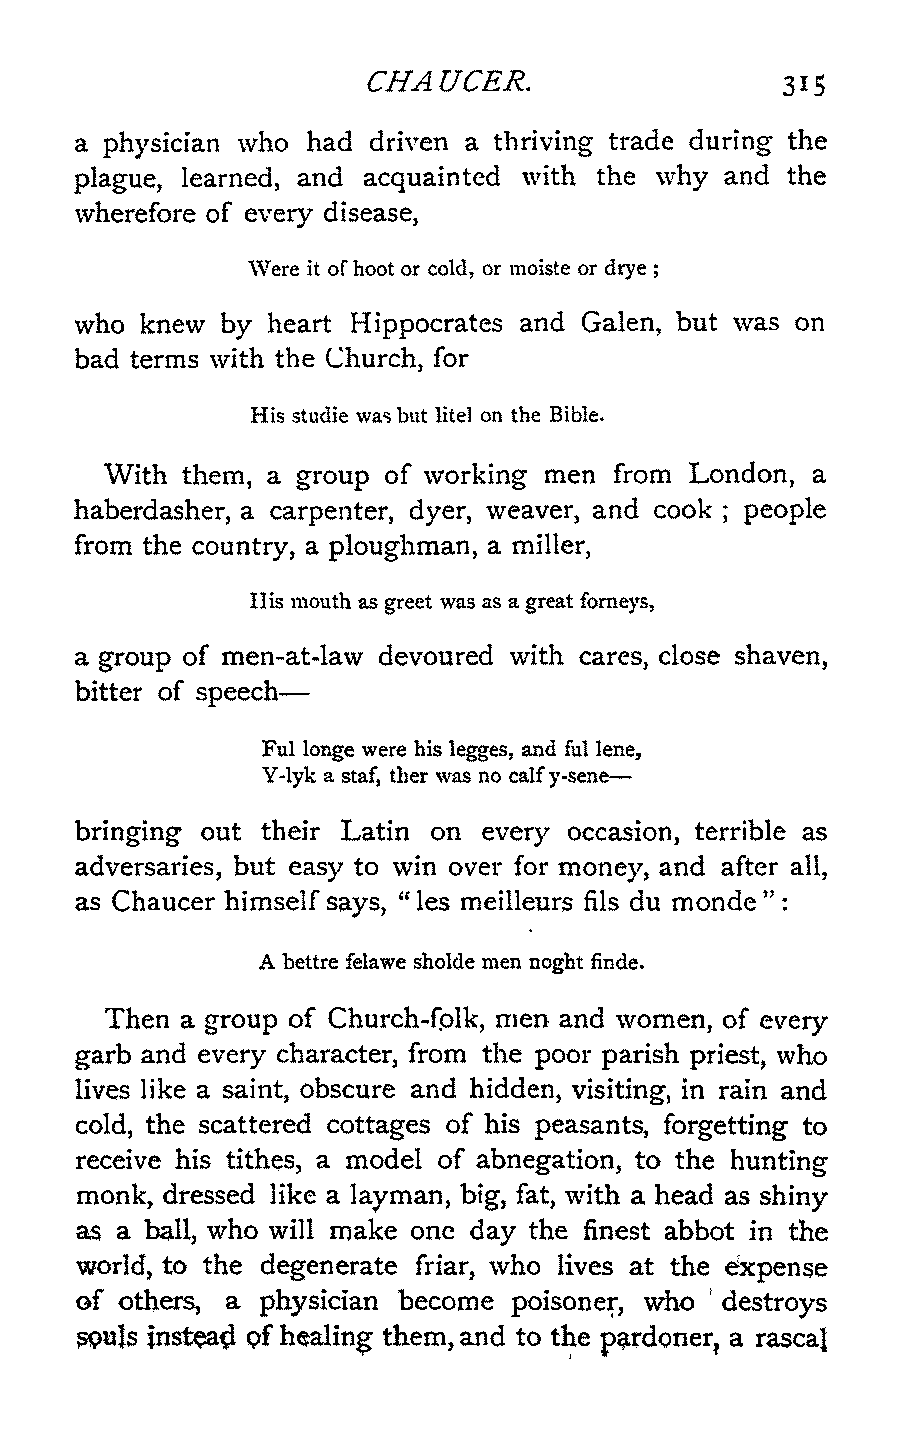 CHAUCER. 315
a physician who had driven a thriving trade during the
plague, learned, and acquainted with the why and the
wherefore of every disease,
Were it of hoot or cold, or moiste or drye ;
who knew by heart Hippocrates and Galen, but was on
bad terms with the Church, for
His studie was but litel on the Bible.
With them, a group of working men from London, a
haberdasher, a carpenter, dyer, weaver, and cook ; people
from the country, a ploughman, a miller,
His mouth as greet was as a great forneys,
a group of men-at-law devoured with cares, close shaven,
bitter of speech—
Ful longe were his legges, and ful lene,
Y-lyk a staf, ther was no calf y-sene—
bringing out their Latin on every occasion, terrible as
adversaries, but easy to win over for money, and after all,
as Chaucer himself says, “ les meilleurs fils du monde ” :
A bettre felawe sholde men noght finde.
Then a group of Church-folk, men and women, of every
garb and every character, from the poor parish priest, who
lives like a saint, obscure and hidden, visiting, in rain and
cold, the scattered cottages of his peasants, forgetting to
receive his tithes, a model of abnegation, to the hunting
monk, dressed like a layman, big, fat, with a head as shiny
as a ball, who will make one day the finest abbot in the
world, to the degenerate friar, who lives at the expense
of others, a physician become poisoner, who destroys
souls instead of healing them, and to the pardoner, a rascal